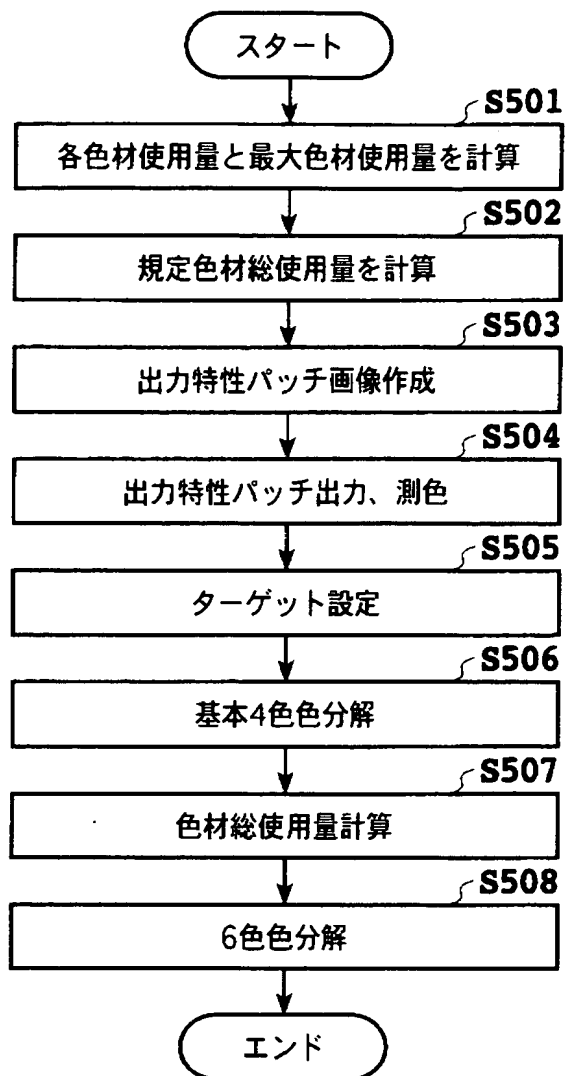 スタート
S501
各色材使用量と最大色材使用量を計算
S502
規定色材総使用量を計算
S503
出力特性パッチ画像作成
S504
出力特性パッチ出力、測色
S505
ターゲット設定
S506
基本4色色分解
S507
色材総使用量計算
S508
6色色分解
エンド